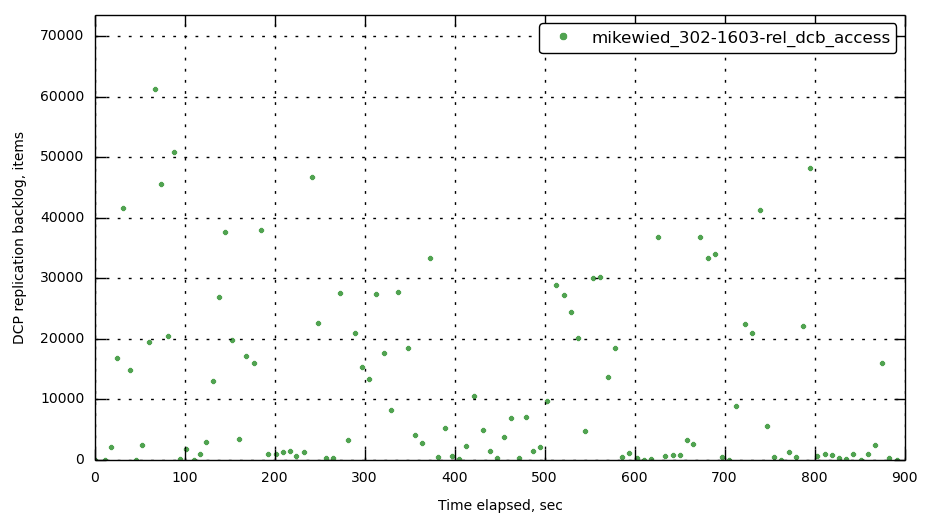 mikewied_302-1603-rel_dcb_access
DCP replication backlog, items
70000
60000
50000
40000
30000
20000
10000
0
0 100 200 300 400 500 600 700 800 900
Time elapsed, sec